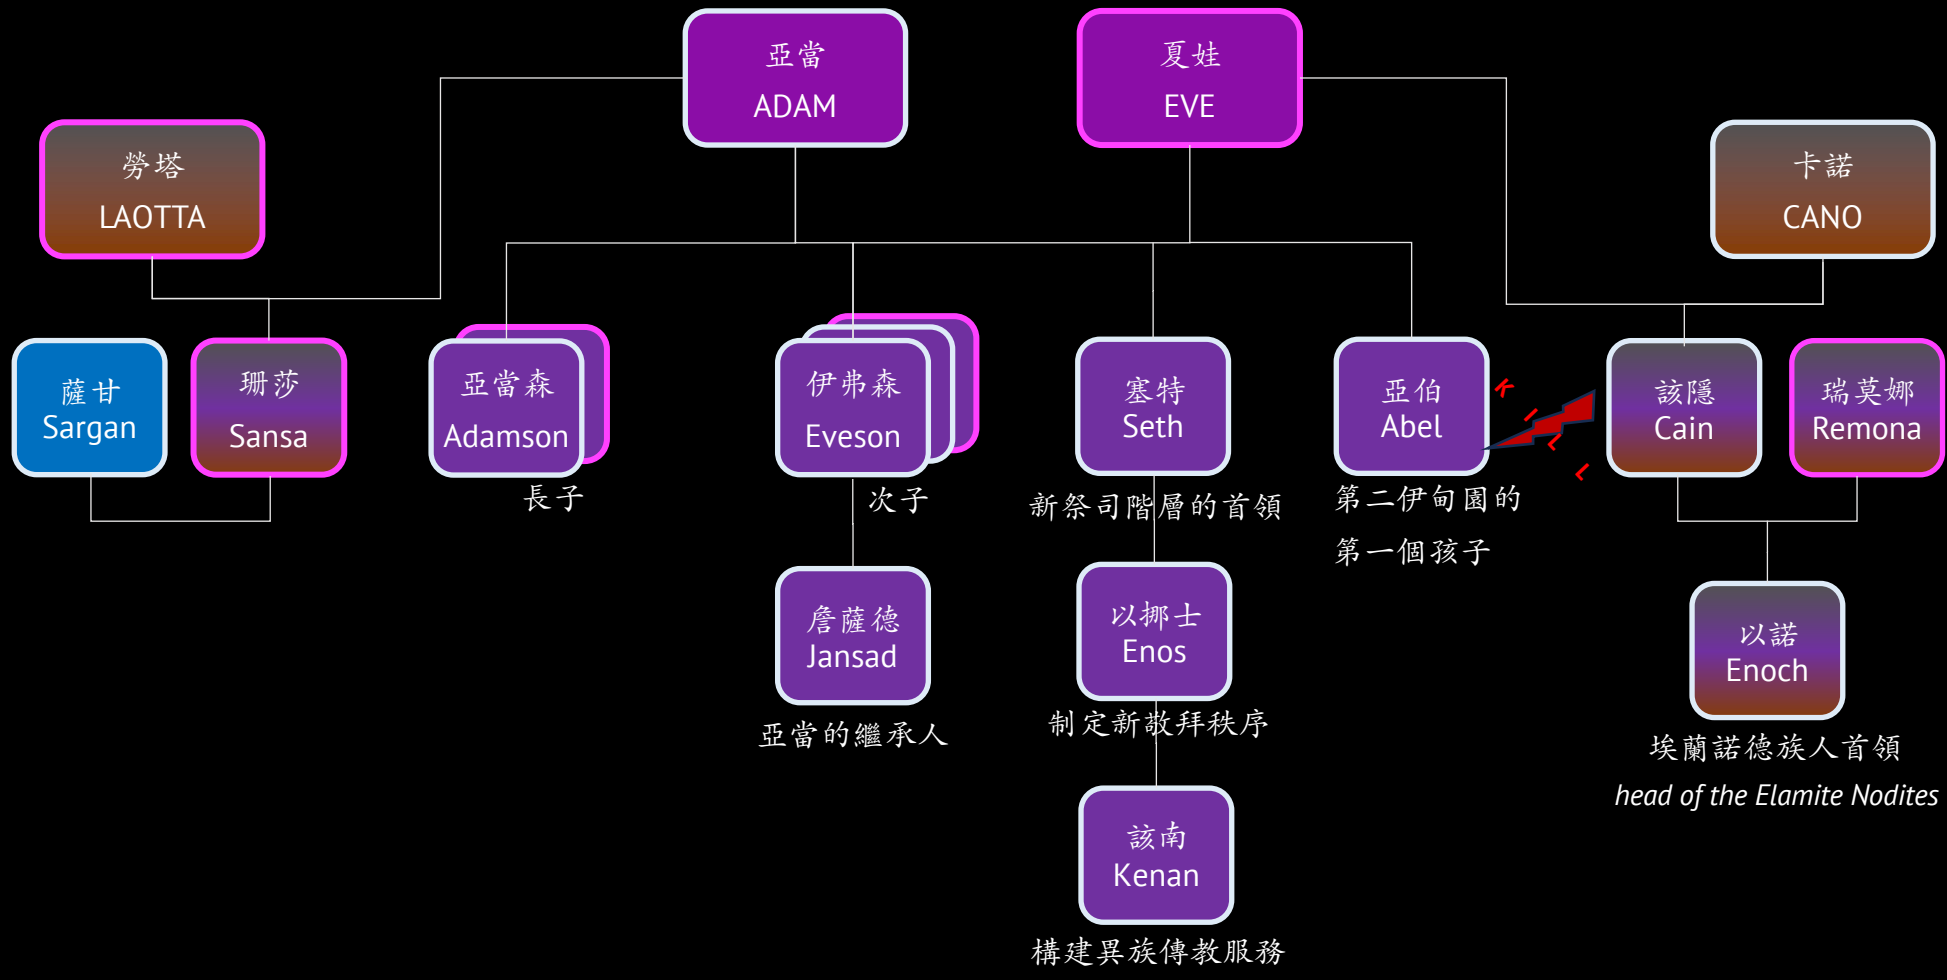 亞當
ADAM
夏娃
EVE
勞塔
LAOTTA
卡諾
CANO
薩甘
Sargan
珊莎
Sansa
亞當森
Adamson
長子
伊弗森
Eveson
次子
塞特
Seth
新祭司階層的首領
亞伯
Abel
第二伊甸園的
第一個孩子
KILL
該隱
Cain
瑞莫娜
Remona
詹薩德
Jansad
亞當的繼承人
以挪士
Enos
制定新敬拜秩序
以諾
Enoch
埃蘭諾德族人首領
head of the Elamite Nodites
該南
Kenan
構建異族傳教服務